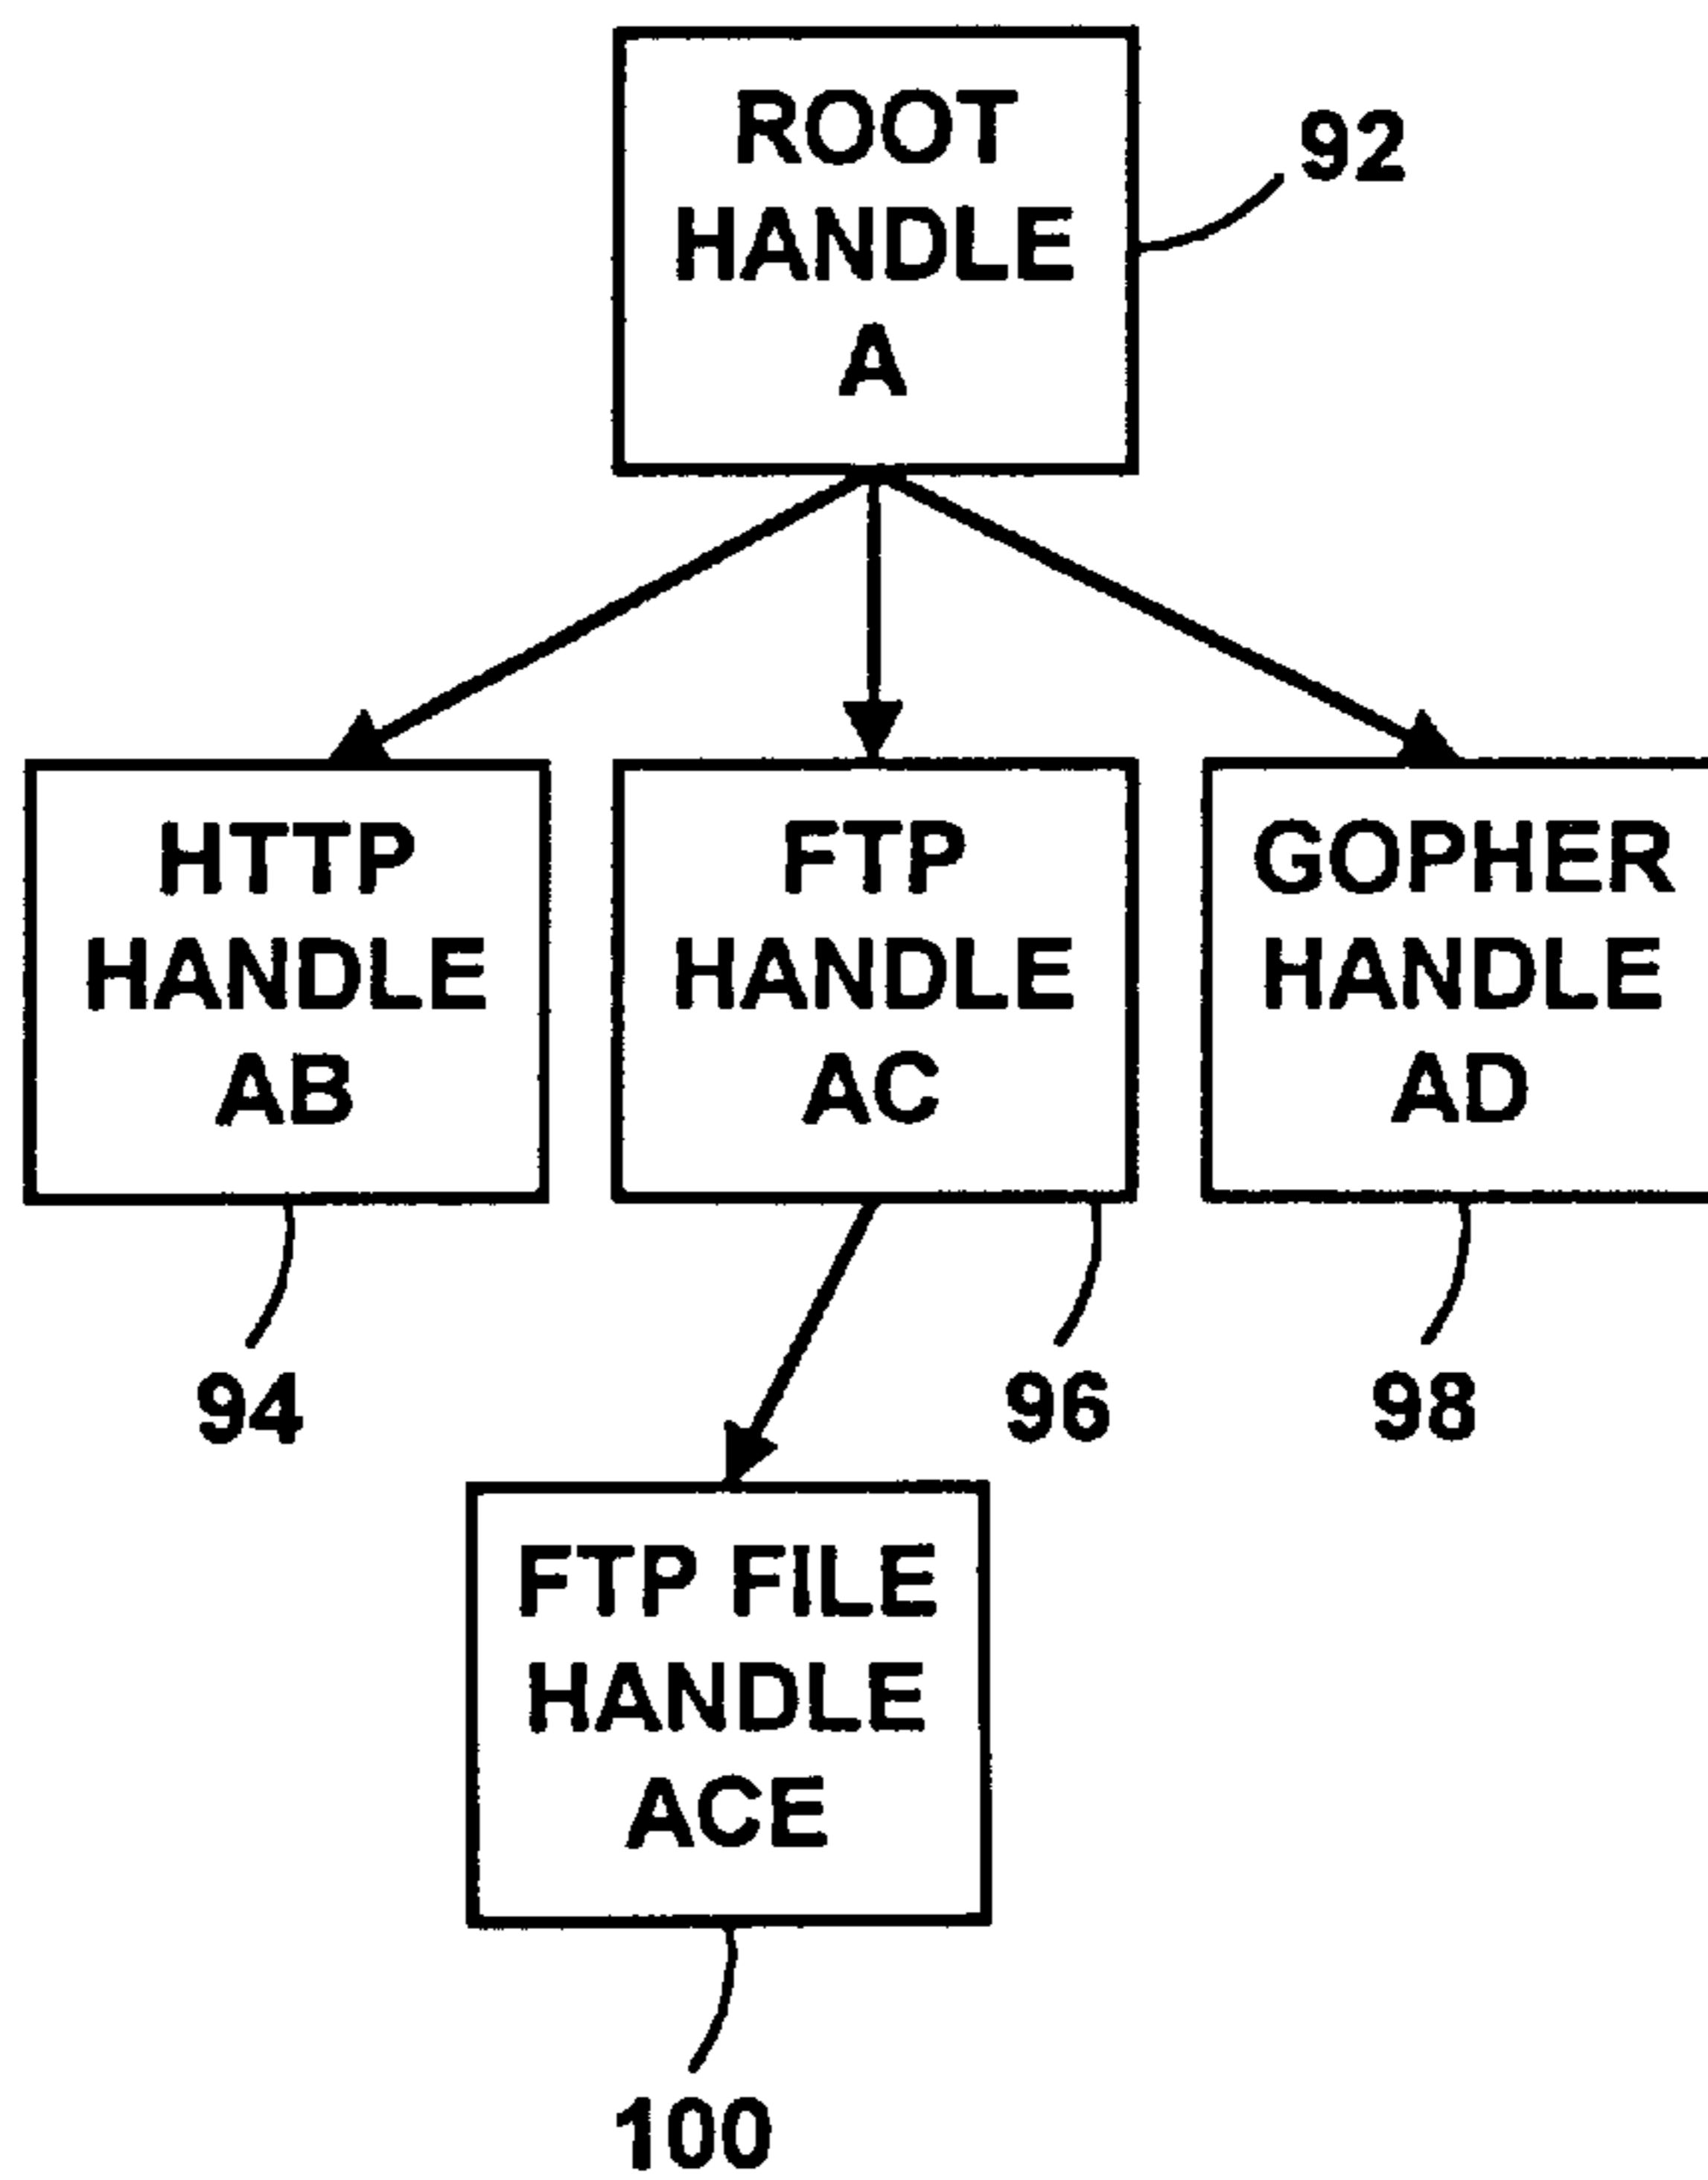 ROOT
HANDLE
A
92
HTTP
HANDLE
AB
FTP
HANDLE
AC
GOPHER
HANDLE
AD
94
96
98
FTP FILE
HANDLE
ACE
100